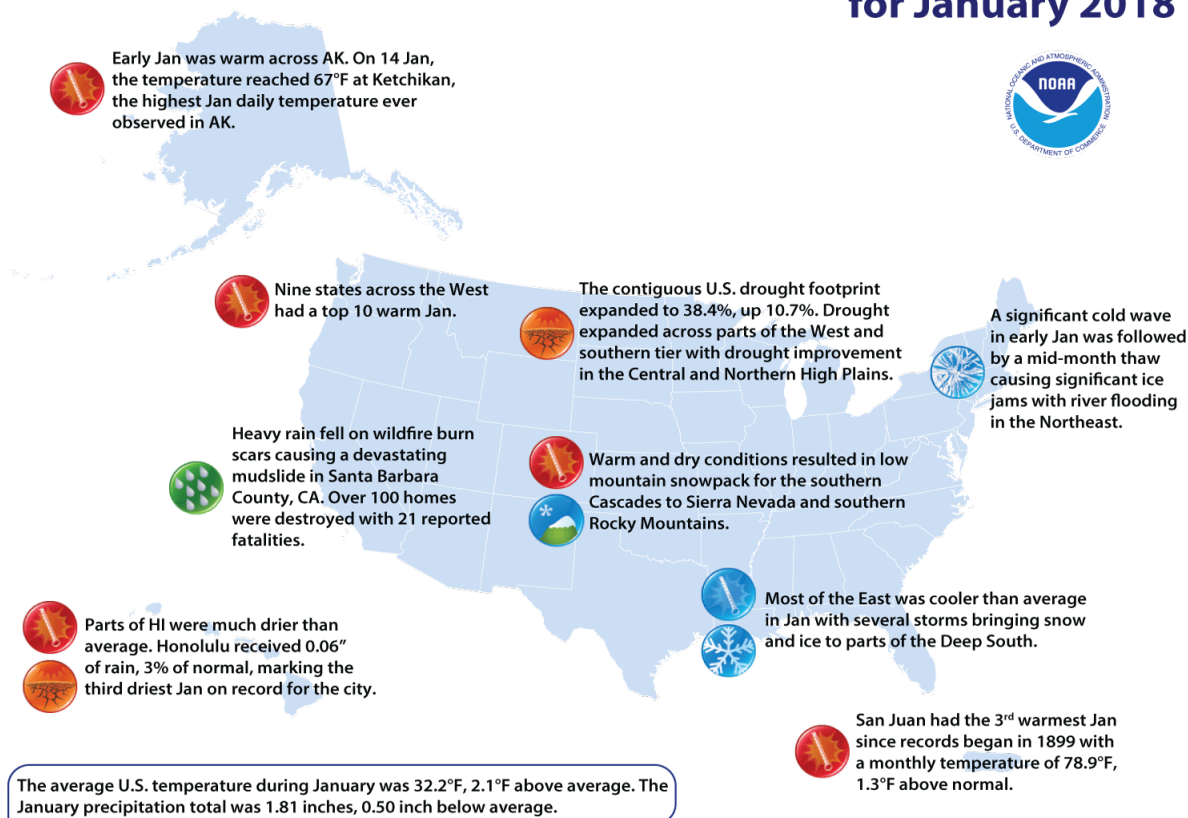 for January 2018
NATIONAL OCEANIC AND ATMOSPHERIC ADMINISTRATION
NOAA
U.S. DEPARTMENT OF COMMERCE
Early Jan was warm across AK. On 14 Jan,
the temperature reached 67°F at Ketchikan,
the highest Jan daily temperature ever
observed in AK.
Nine states across the West
had a top 10 warm Jan.
The contiguous U.S. drought footprint
expanded to 38.4%, up 10.7%. Drought
expanded across parts of the West and
southern tier with drought improvement
in the Central and Northern High Plains.
A significant cold wave
in early Jan was followed
by a mid-month thaw
causing significant ice
jams with river flooding
in the Northeast.
Heavy rain fell on wildfire burn
scars causing a devastating
mudslide in Santa Barbara
County, CA. Over 100 homes
were destroyed with 21 reported
fatalities.
Warm and dry conditions resulted in low
mountain snowpack for the southern
Cascades to Sierra Nevada and southern
Rocky Mountains.
Most of the East was cooler than average
in Jan with several storms bringing snow
and ice to parts of the Deep South.
Parts of HI were much drier than
average. Honolulu received 0.06”
of rain, 3% of normal, marking the
third driest Jan on record for the city.
San Juan had the 3rd warmest Jan
since records began in 1899 with
a monthly temperature of 78.9°F,
1.3°F above normal.
The average U.S. temperature during January was 32.2°F, 2.1°F above average. The
January precipitation total was 1.81 inches, 0.50 inch below average.